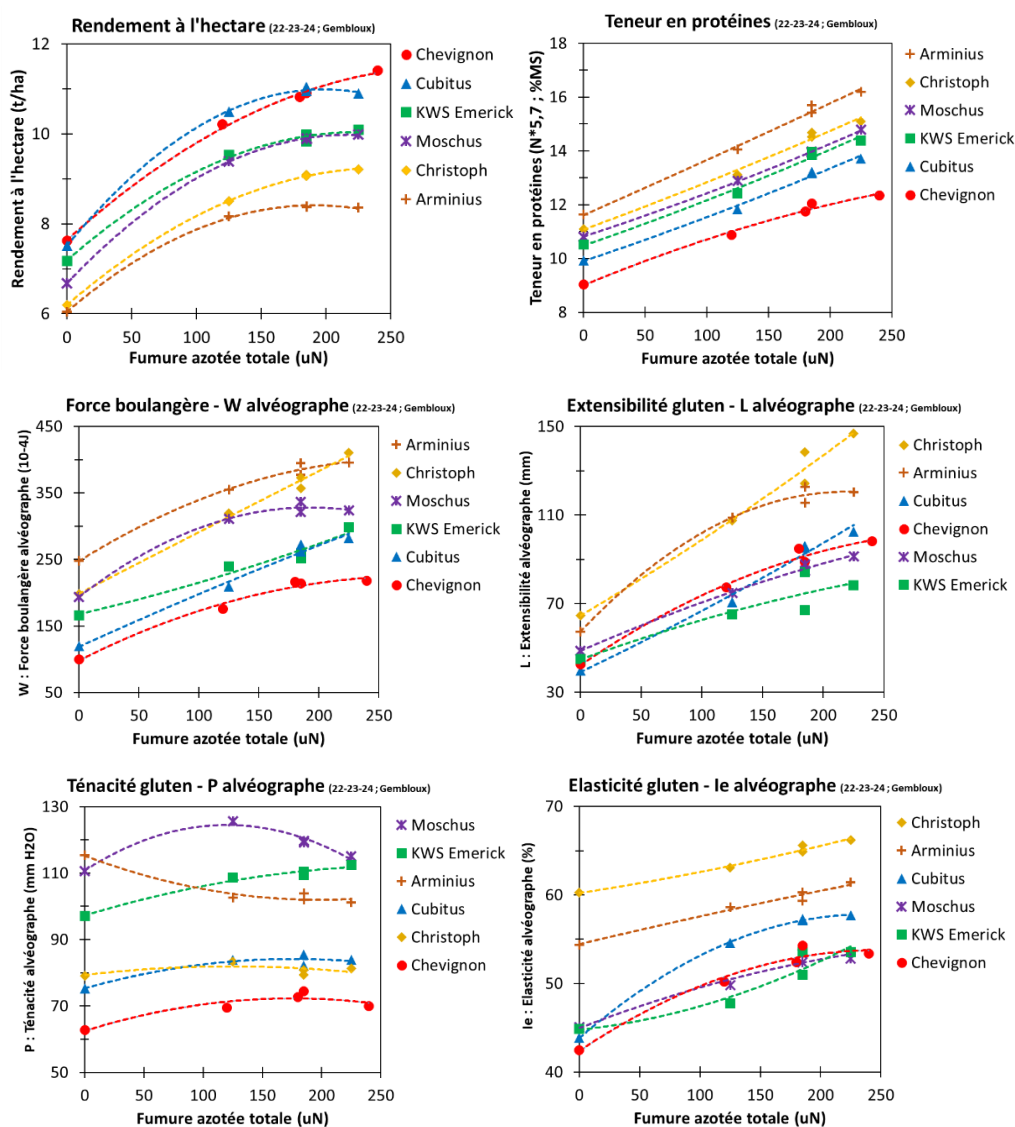 Rendement à l'hectare (22-23-24 ; Gembloux)
Rendement à l'hectare (t/ha)
12
10
8
6
0 50 100 150 200 250
Fumure azotée totale (uN)
Chevignon
Cubitus
KWS Emerick
Moschus
Christoph
Arminius
Teneur en protéines (22-23-24 ; Gembloux)
Teneur en protéines (N*5,7 ; %MS)
18
16
14
12
10
8
0 50 100 150 200 250
Fumure azotée totale (uN)
Arminius
Christoph
Moschus
KWS Emerick
Cubitus
Chevignon
Force boulangère - W alvéographe (22-23-24 ; Gembloux)
W : Force boulangère alvéographe (10-4J)
450
350
250
150
50
0 50 100 150 200 250
Fumure azotée totale (uN)
Arminius
Christoph
Moschus
KWS Emerick
Cubitus
Chevignon
Extensibilité gluten - L alvéographe (22-23-24 ; Gembloux)
L : Extensibilité alvéographe (mm)
150
110
70
30
0 50 100 150 200 250
Fumure azotée totale (uN)
Christoph
Arminius
Cubitus
Chevignon
Moschus
KWS Emerick
Ténacité gluten - P alvéographe (22-23-24 ; Gembloux)
P : Ténacité alvéographe (mm H2O)
130
110
90
70
50
0 50 100 150 200 250
Fumure azotée totale (uN)
Moschus
KWS Emerick
Arminius
Cubitus
Christoph
Chevignon
Elasticité gluten - Ie alvéographe (22-23-24 ; Gembloux)
Ie : Elasticité alvéographe (%)
70
60
50
40
0 50 100 150 200 250
Fumure azotée totale (uN)
Christoph
Arminius
Cubitus
Moschus
KWS Emerick
Chevignon